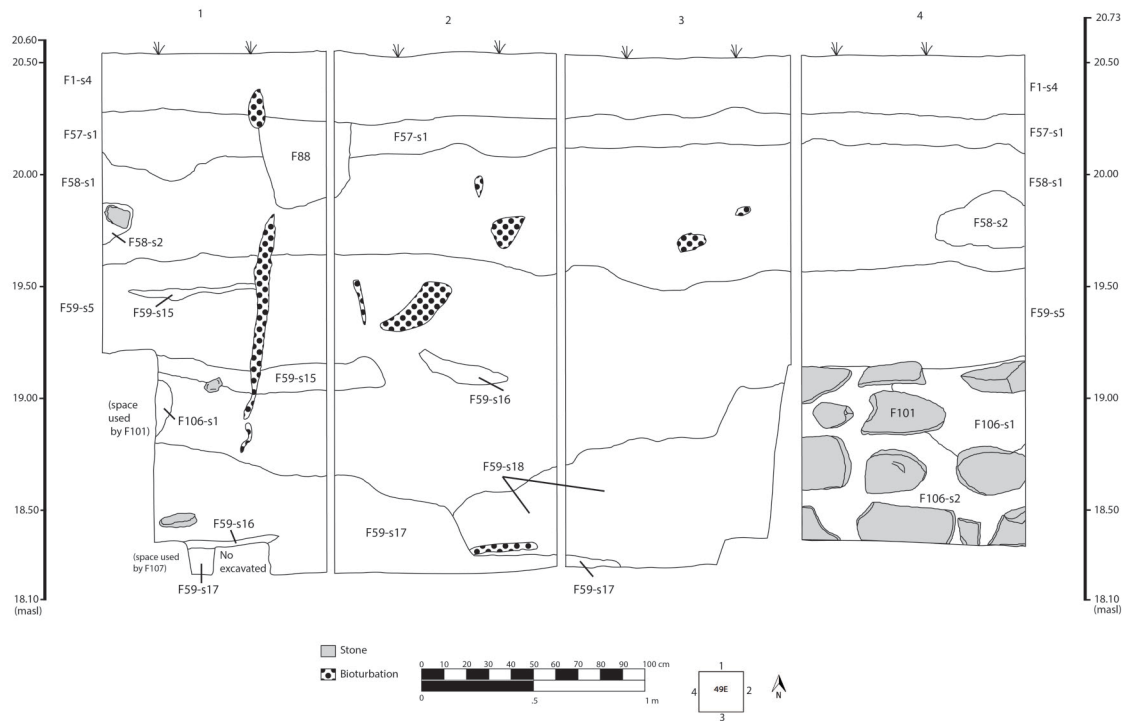 1 2 3 4
20.60
20.50
20.00
19.50
19.00
18.50
18.10
(masl)
F1-s4
F57-s1
F58-s1
F59-s5
F88
F58-s2
F59-s15
F59-s15
(space
used
by F101)
F106-s1
F59-s16
(space used
by F107)
No
excavated
F59-s17
F57-s1
F59-s16
F59-s18
F59-s17
F59-s17
F58-s2
F101
F106-s1
F106-s2
20.73
20.50
20.00
19.50
19.00
18.50
18.10
(masl)
F1-s4
F57-s1
F58-s1
F59-s5
Stone
Bioturbation
0 10 20 30 40 50 60 70 80 90 100 cm
0 .5 1 m
1
4 49E 2
3
N